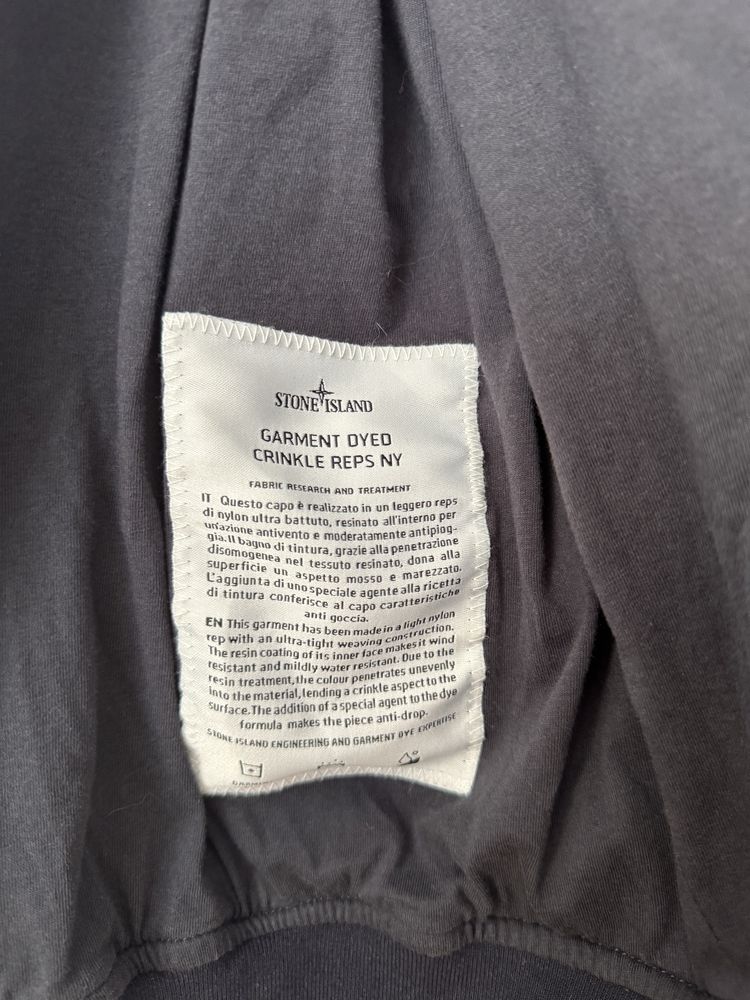 STONE ISLAND
GARMENT DYED
CRINKLE REPS NY
FABRIC RESEARCH AND TREATMENT
IT Questo capo è realizzato in un leggero reps
di nylon ultra battuto, resinato all'interno per
un'azione antivento e moderatamente antipiog-
gia.Il bagno di tintura, grazie alla penetrazione
disomogenea nel tessuto resinato, dona alla
superficie un aspetto mosso e marezzato.
L'aggiunta di uno speciale agente alla ricetta
di tintura conferisce al capo caratteristiche
anti goccia.
EN This garment has been made in a light nylon
rep with an ultra-tight weaving construction.
The resin coating of its inner face makes it wind
resistant and mildly water resistant. Due to the
resin treatment,the colour penetrates unevenly
into the material,lending a crinkle aspect to the
surface.The addition of a special agent to the dye
formula makes the piece anti-drop.
STONE ISLAND ENGINEERING AND GARMENT DYE EXPERTISE